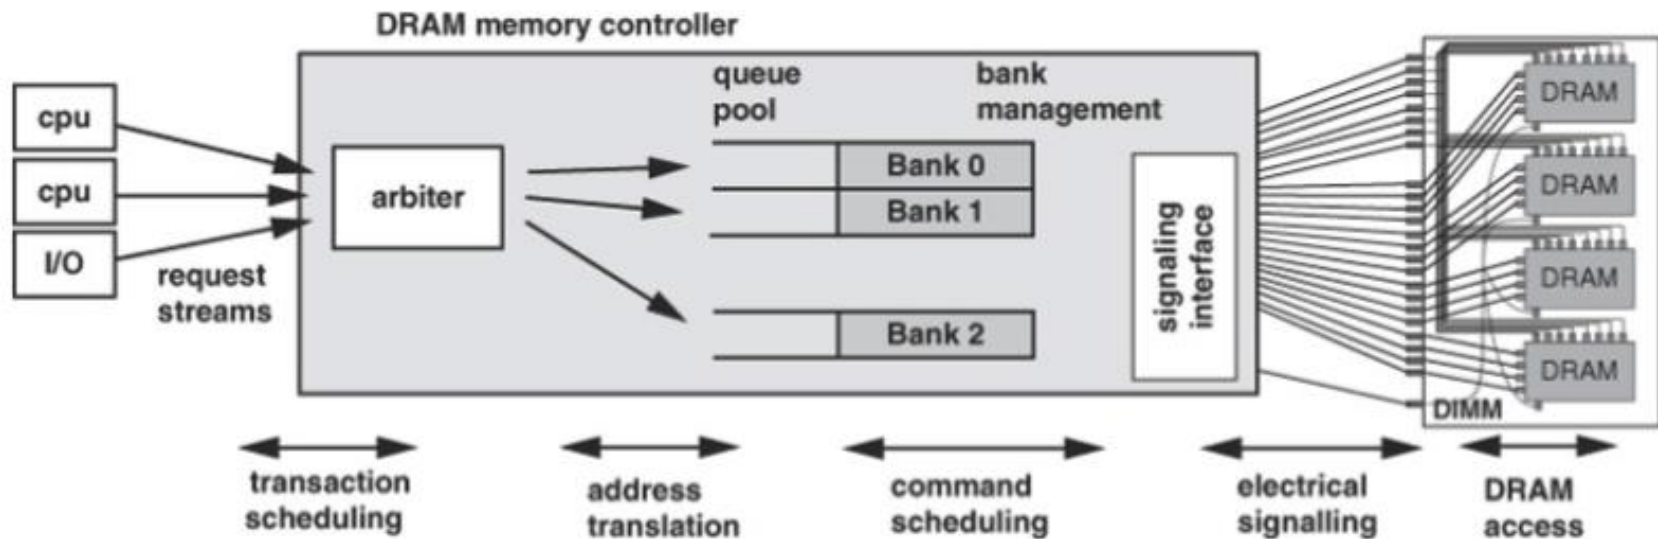 DRAM memory controller
cpu
cpu
I/O
request
streams
arbiter
queue
pool
bank
management
Bank 0
Bank 1
Bank 2
signaling
interface
DRAM
DRAM
DRAM
DRAM
DIMM
transaction
scheduling
address
translation
command
scheduling
electrical
signalling
DRAM
access